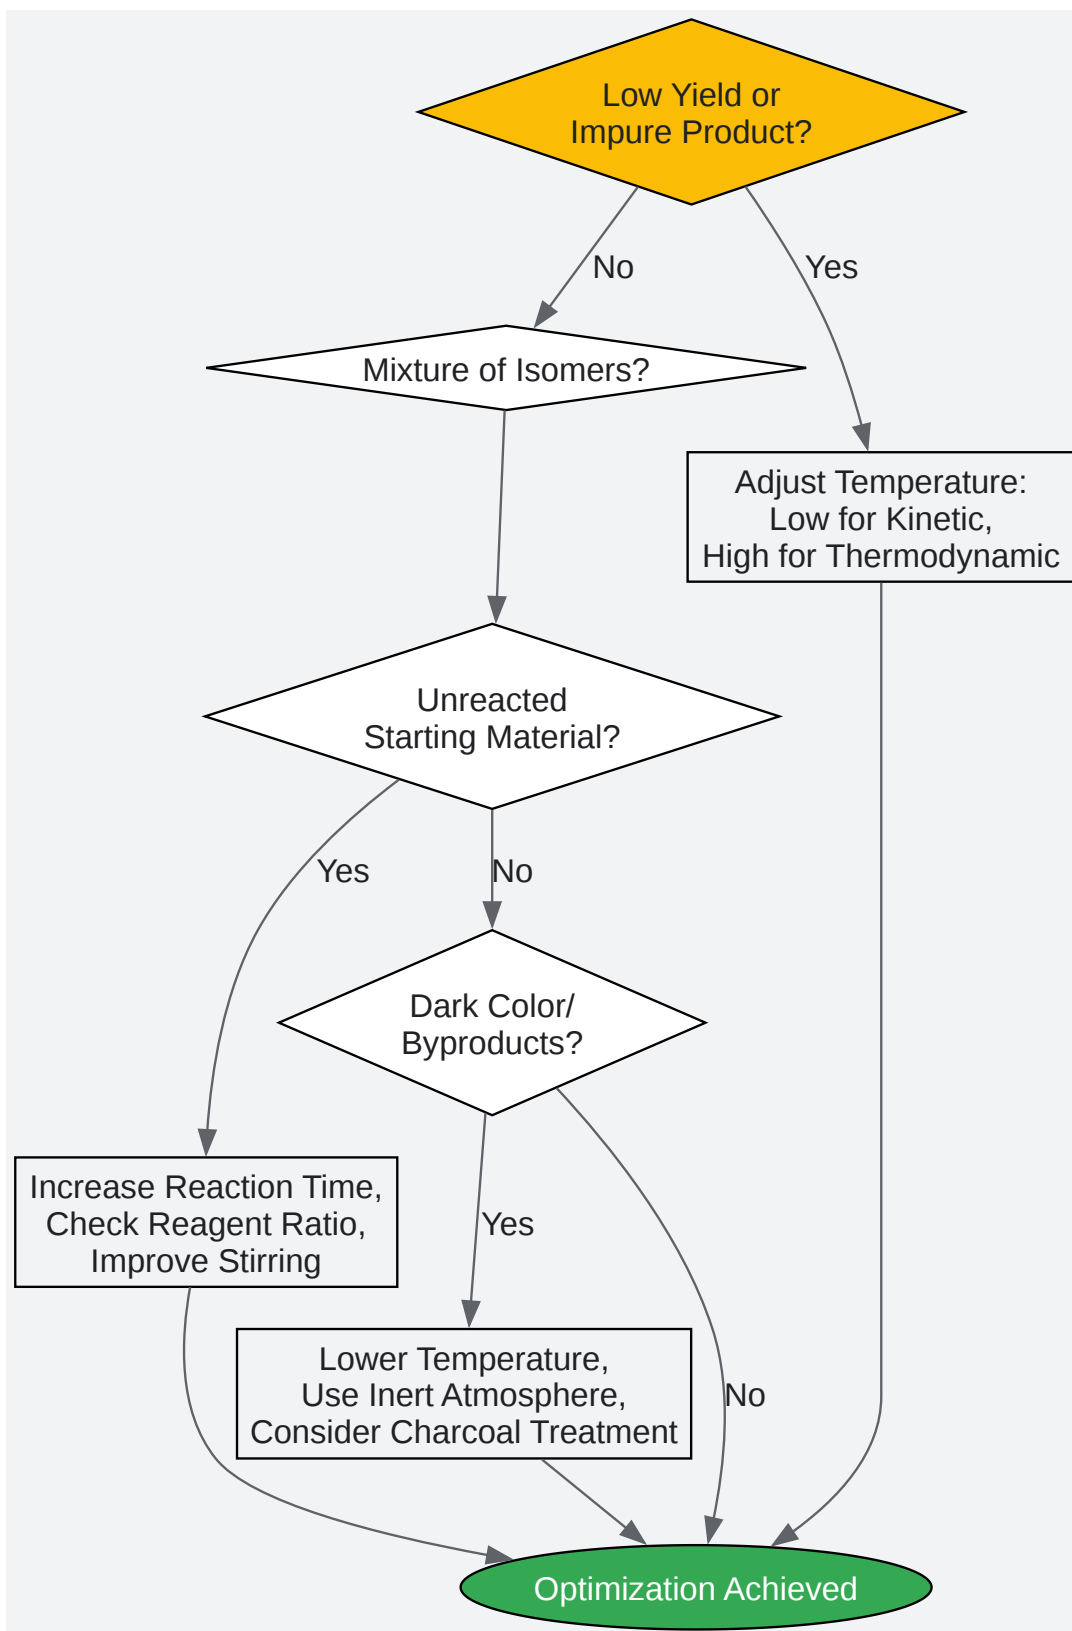 Low Yield or
Impure Product?
No
Yes
Mixture of Isomers?
Adjust Temperature:
Low for Kinetic,
High for Thermodynamic
Unreacted
Starting Material?
Yes
No
Dark Color/
Byproducts?
Increase Reaction Time,
Check Reagent Ratio,
Improve Stirring
Yes
Lower Temperature,
Use Inert Atmosphere,
Consider Charcoal Treatment
No
Optimization Achieved